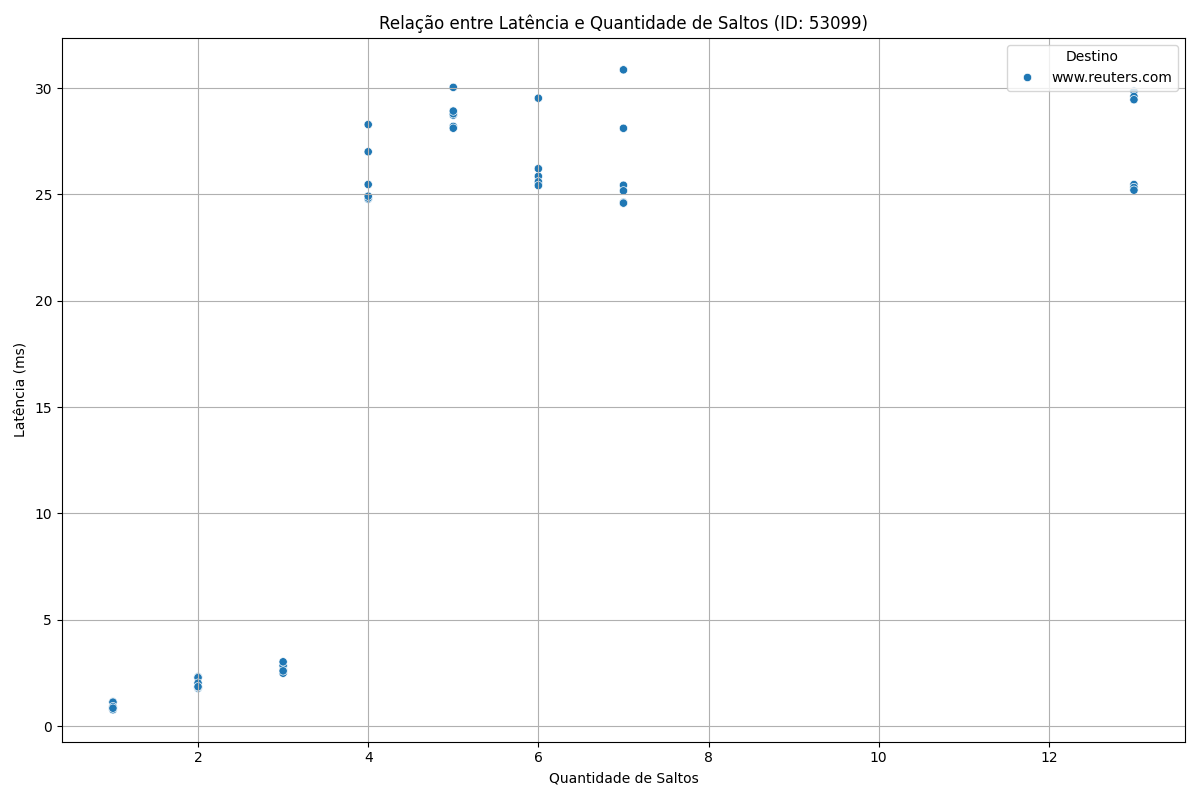 Relação entre Latência e Quantidade de Saltos (ID: 53099)
Destino
www.reuters.com
30
25
20
15
10
5
0
Latência (ms)
2
4
6
8
10
12
Quantidade de Saltos